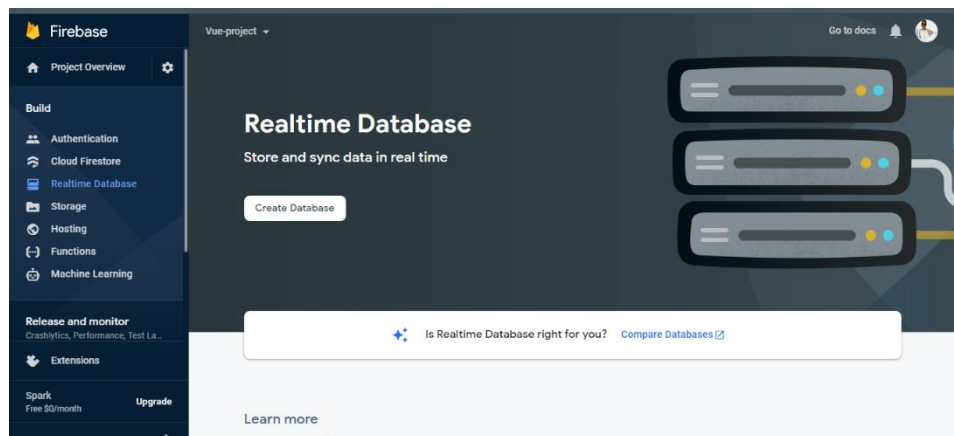 Firebase
Project Overview
Build
Authentication
Cloud Firestore
Realtime Database
Storage
Hosting
Functions
Machine Learning
Release and monitor
Crashlytics, Performance, Test La...
Extensions
Spark
Free $0/month
Upgrade
Vue-project
Go to docs
Realtime Database
Store and sync data in real time
Create Database
Is Realtime Database right for you? Compare Databases
Learn more